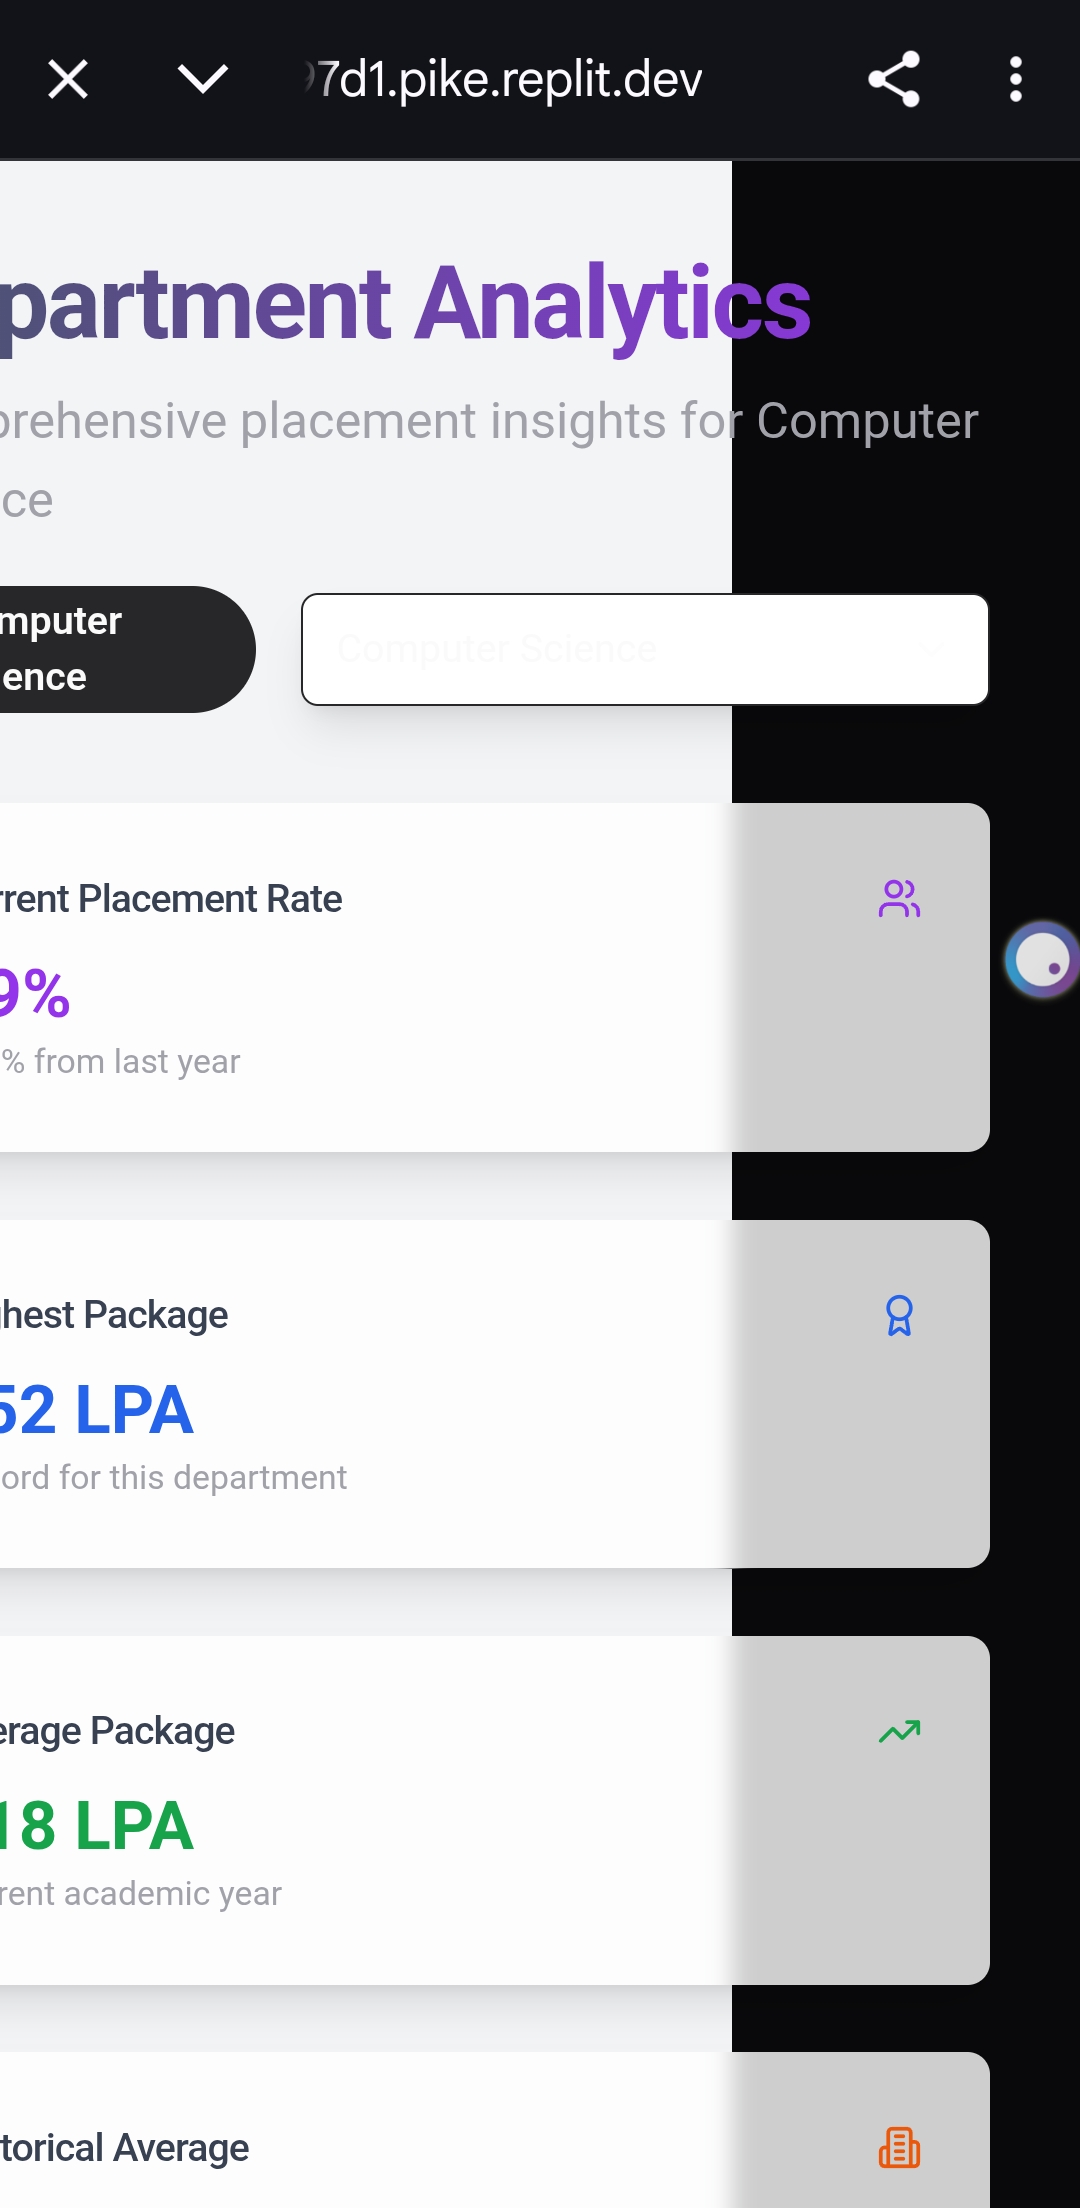 7d1.pike.replit.dev
partment Analytics
prehensive placement insights for Computer
ce
mputer
ence
Computer Science
rrent Placement Rate
9%
% from last year
ghest Package
52 LPA
ord for this department
erage Package
18 LPA
rent academic year
torical Average